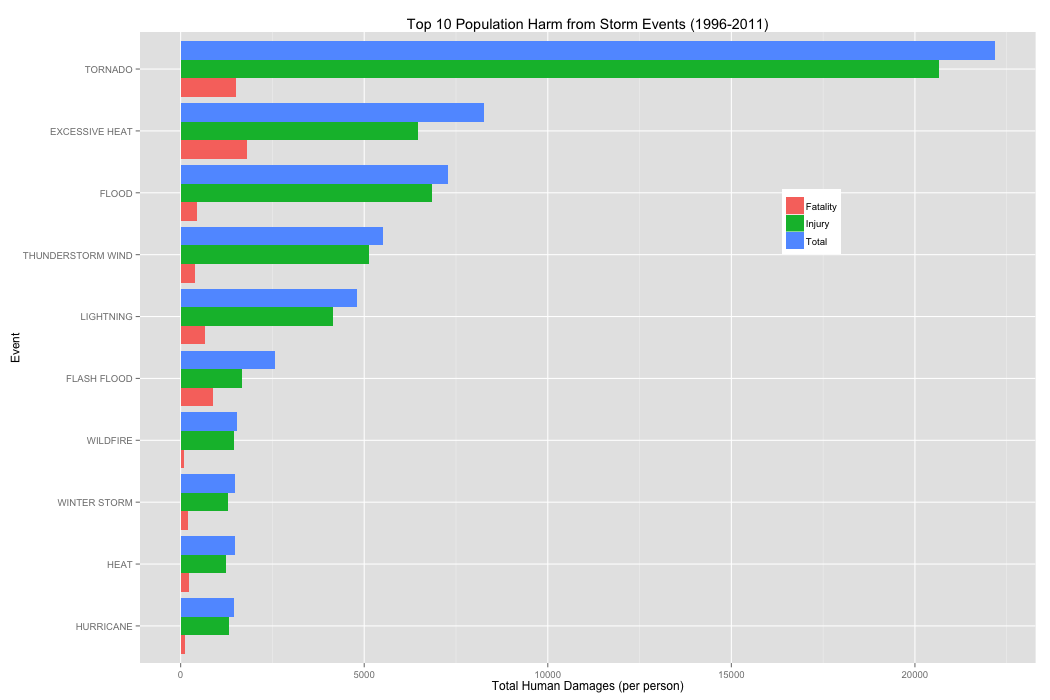 Top 10 Population Harm from Storm Events (1996-2011)
TORNADO
EXCESSIVE HEAT
FLOOD
THUNDERSTORM WIND
LIGHTNING
FLASH FLOOD
WILDFIRE
WINTER STORM
HEAT
HURRICANE
Event
Fatality
Injury
Total
0 5000 10000 15000 20000
Total Human Damages (per person)